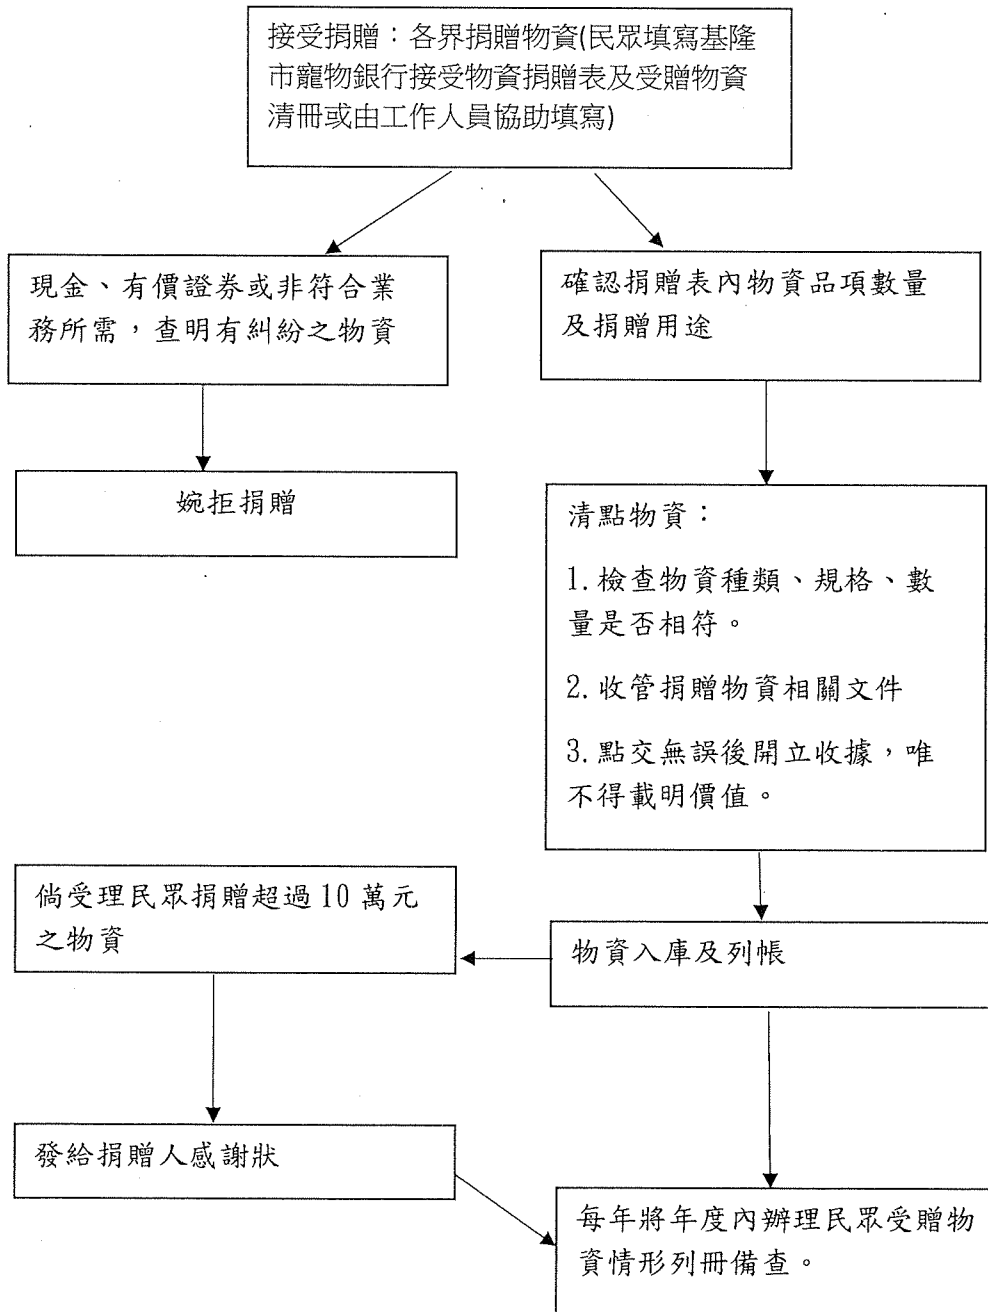 接受捐贈：各界捐贈物資(民眾填寫基隆
市寵物銀行接受物資捐贈表及受贈物資
清冊或由工作人員協助填寫)
現金、有價證券或非符合業
務所需，查明有糾紛之物資
確認捐贈表內物資品項數量
及捐贈用途
婉拒捐贈
清點物資：
1.檢查物資種類、規格、數
量是否相符。
2.收管捐贈物資相關文件
3.點交無誤後開立收據，唯
不得載明價值。
倘受理民眾捐贈超過10萬元
之物資
物資入庫及列帳
發給捐贈人感謝狀
每年將年度內辦理民眾受贈物
資情形列冊備查。